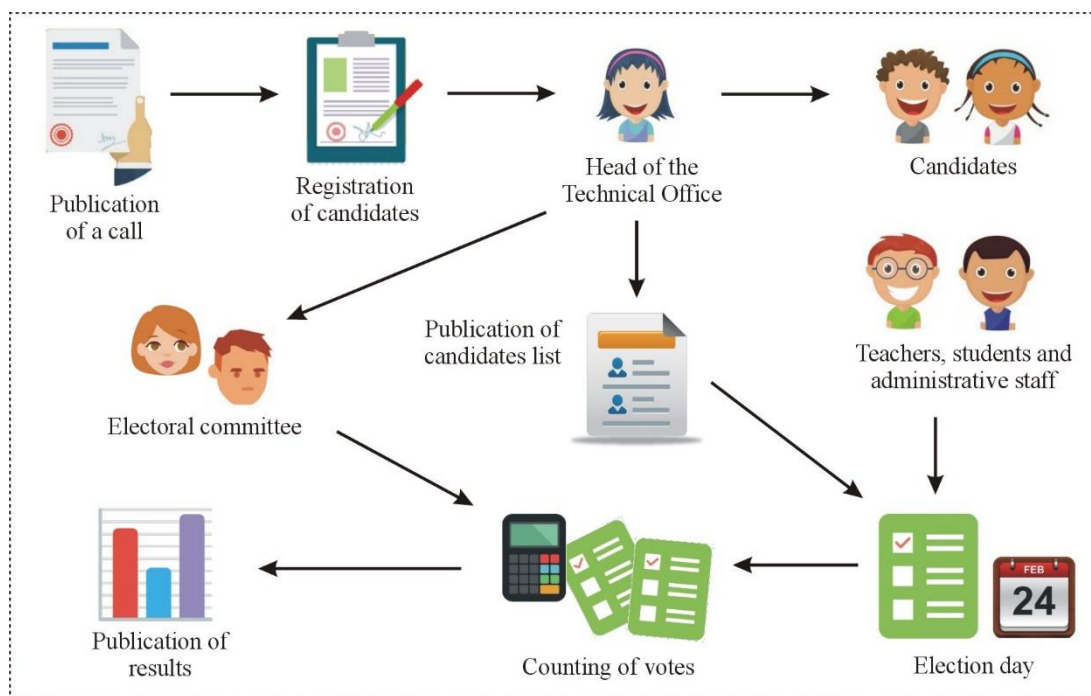 Publication
of a call
Registration
of candidates
Head of the
Technical Office
Candidates
Electoral committee
Publication of
candidates list
Teachers, students and
administrative staff
Publication of
results
Counting of votes
FEB
24
Election day